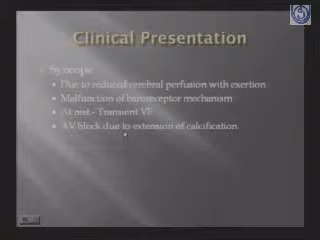 Clinical Presentation
Syncope
Due to reduced cerebral perfusion with exertion
Malfunction of baroreceptor mechanism
At rest - Transient VF
AV block due to extension of calcification